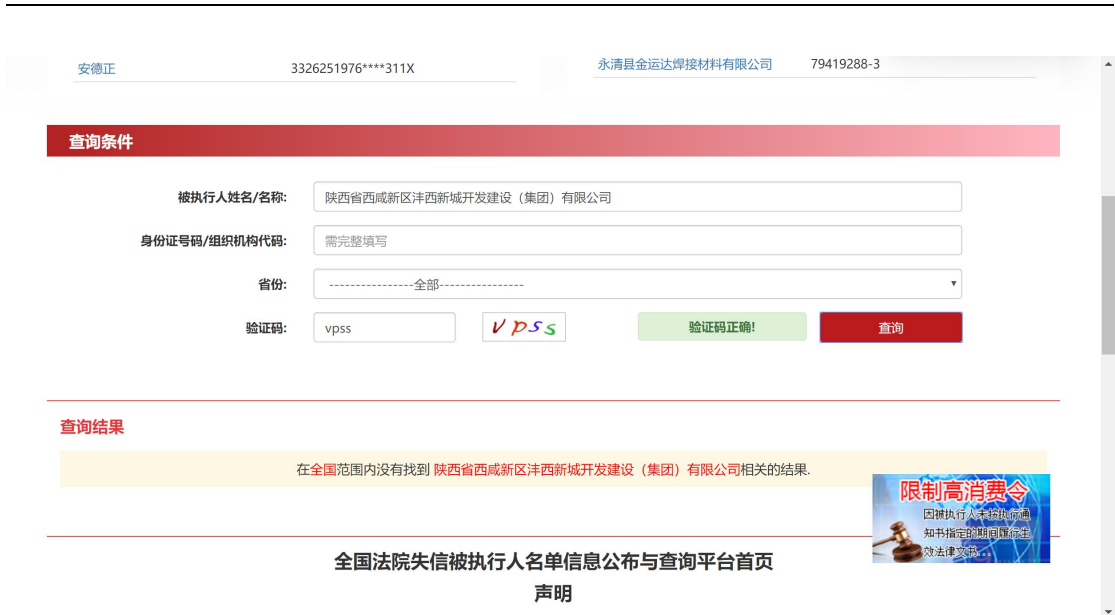 安德正 3326251976****311X 永清县金运达焊接材料有限公司 79419288-3
查询条件
被执行人姓名/名称: 陕西省西咸新区沣西新城开发建设（集团）有限公司
身份证号码/组织机构代码: 需完整填写
省份: ----------------全部----------------
验证码: vpss VPSS 验证码正确! 查询
查询结果
在全国范围内没有找到 陕西省西咸新区沣西新城开发建设（集团）有限公司相关的结果.
限制高消费令
因被执行人未按执行通
知书指定的期间履行生
效法律文书...
全国法院失信被执行人名单信息公布与查询平台首页
声明